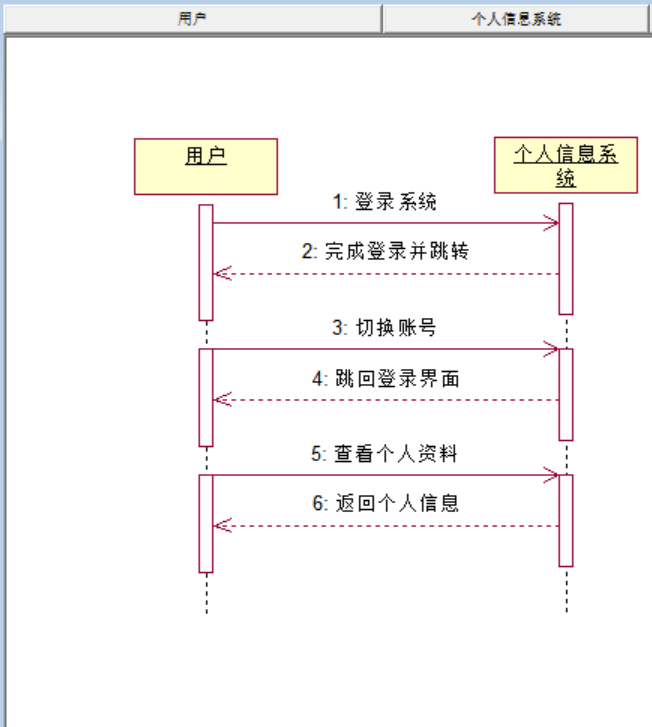 用户
个人信息系统
用户
个人信息系
统
1: 登录系统
2: 完成登录并跳转
3: 切换账号
4: 跳回登录界面
5: 查看个人资料
6: 返回个人信息